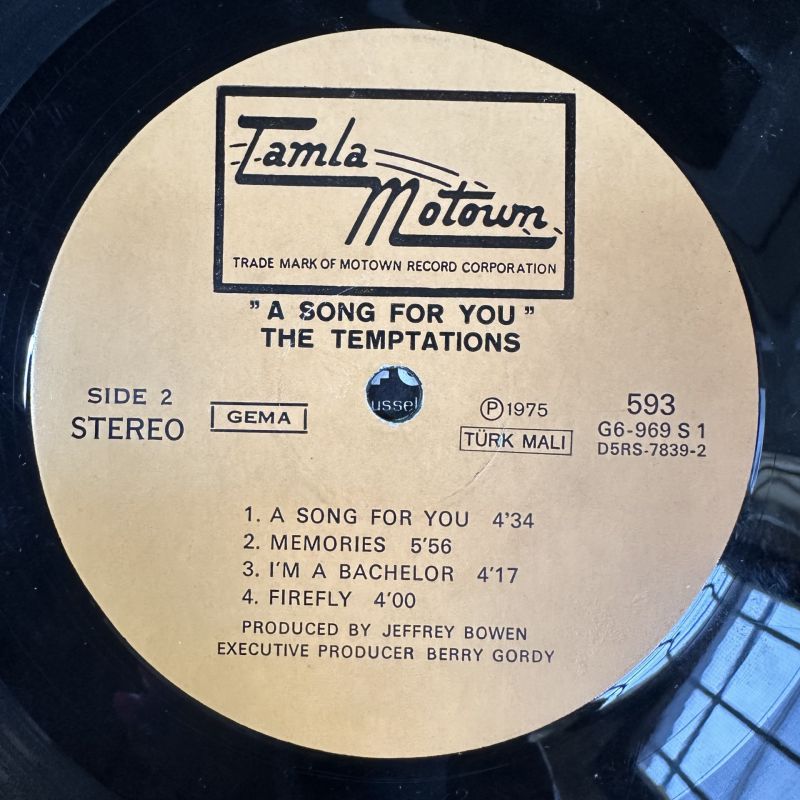 Tamla
Motown
TRADE MARK OF MOTOWN RECORD CORPORATION
"A SONG FOR YOU"
THE TEMPTATIONS
SIDE 2
STEREO
GEMA
ussel
℗1975
TÜRK MALI
593
G6-969 S 1
D5RS-7839-2
1. A SONG FOR YOU 4'34
2. MEMORIES 5'56
3. I'M A BACHELOR 4'17
4. FIREFLY 4'00
PRODUCED BY JEFFREY BOWEN
EXECUTIVE PRODUCER BERRY GORDY